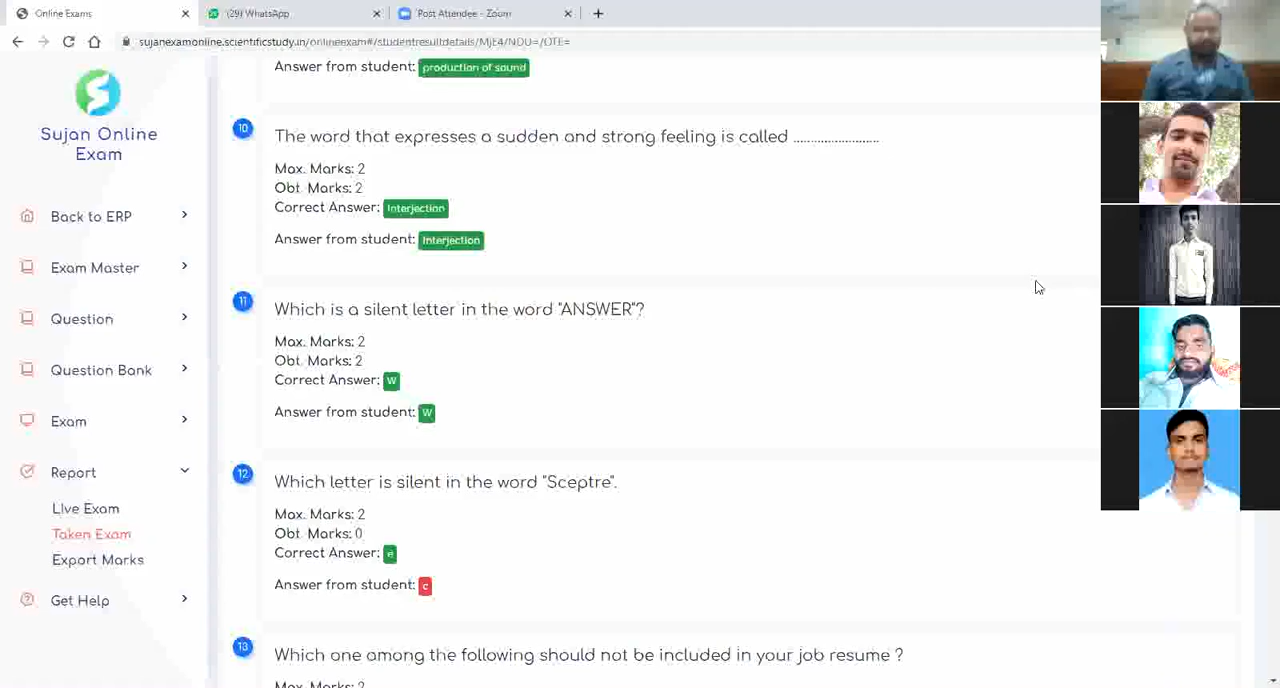 Online Exams
(29) WhatsApp
Post Attendee - Zoom
sujanexamonline.scientificstudy.in/onlineexam#/studentresultdetails/MjE4/NDU=/OTE=
Sujan Online
Exam
Back to ERP
Exam Master
Question
Question Bank
Exam
Report
Live Exam
Taken Exam
Export Marks
Get Help
Answer from student: production of sound
10
The word that expresses a sudden and strong feeling is called ........................
Max. Marks: 2
Obt. Marks: 2
Correct Answer: Interjection
Answer from student: Interjection
11
Which is a silent letter in the word "ANSWER"?
Max. Marks: 2
Obt. Marks: 2
Correct Answer: W
Answer from student: W
12
Which letter is silent in the word "Sceptre".
Max. Marks: 2
Obt. Marks: 0
Correct Answer: e
Answer from student: c
13
Which one among the following should not be included in your job resume ?
Max. Marks: 2